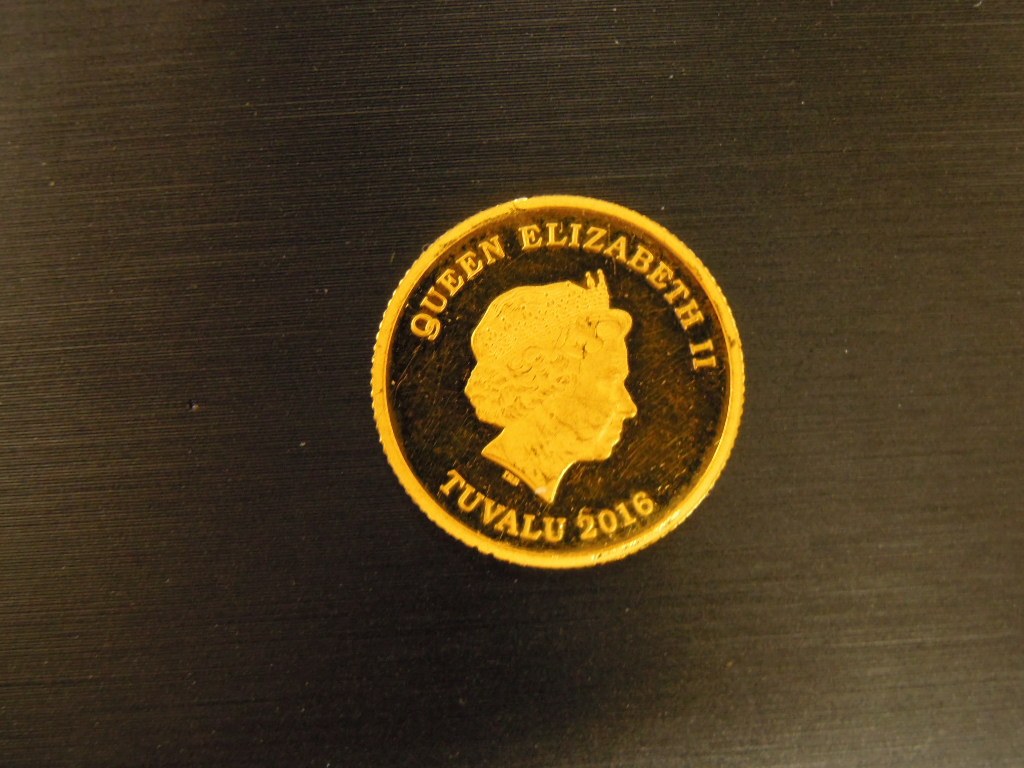 QUEEN ELIZABETH II
TUVALU 2016